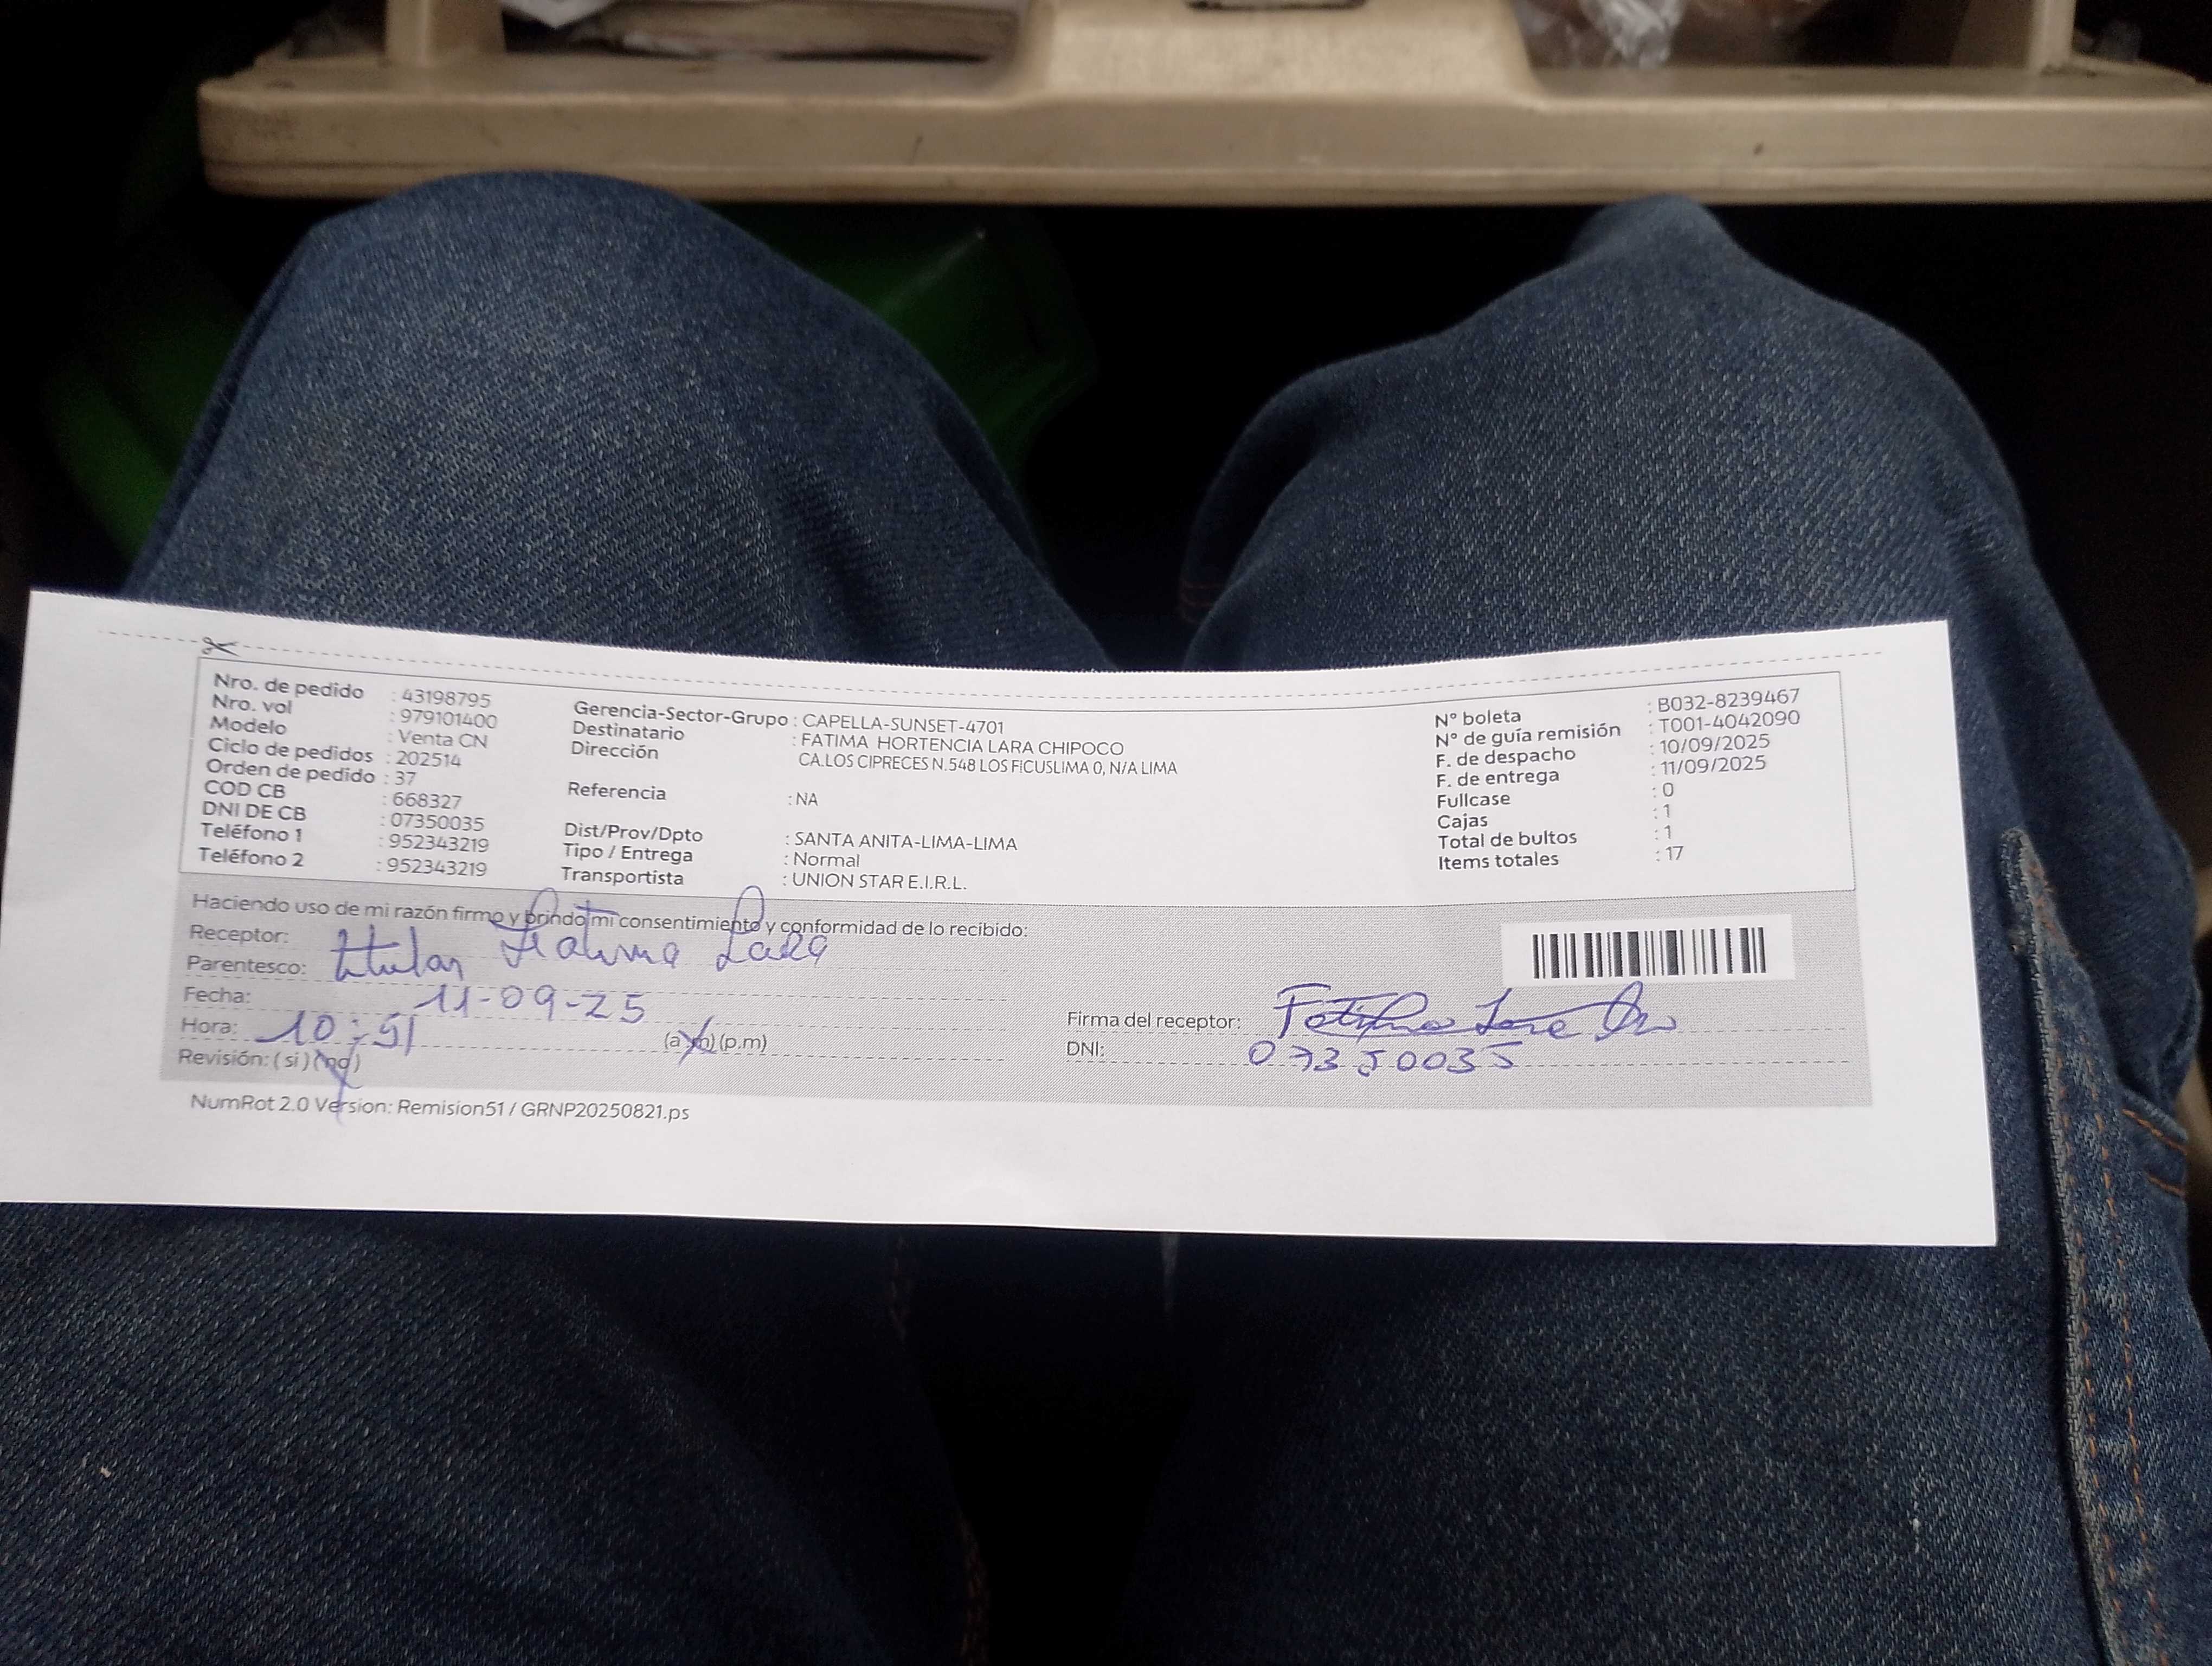 Nro. de pedido : 43198795
Nro. vol : 979101400
Modelo : Venta CN
Ciclo de pedidos : 202514
Orden de pedido : 37
COD CB : 668327
DNI DE CB : 07350035
Teléfono 1 : 952343219
Teléfono 2 : 952343219
Gerencia-Sector-Grupo : CAPELLA-SUNSET-4701
Destinatario : FATIMA HORTENCIA LARA CHIPOCO
Dirección CA.LOS CIPRECES N.548 LOS FICUSLIMA 0, N/A LIMA
Referencia : NA
Dist/Prov/Dpto : SANTA ANITA-LIMA-LIMA
Tipo / Entrega : Normal
Transportista : UNION STAR E.I.R.L.
N° boleta : B032-8239467
N° de guía remisión : T001-4042090
F. de despacho : 10/09/2025
F. de entrega : 11/09/2025
Fullcase : 0
Cajas : 1
Total de bultos : 1
Items totales : 17
Haciendo uso de mi razón firmo y brindo mi consentimiento y conformidad de lo recibido:
Receptor: titular Fatima Lara
Parentesco:
Fecha: 11-09-25
Hora: 10:51 (a.m)(p.m)
Revisión: (si) (no)
Firma del receptor: Fatima Lara
DNI: 07350035
NumRot 2.0 Version: Remision51 / GRNP20250821.ps